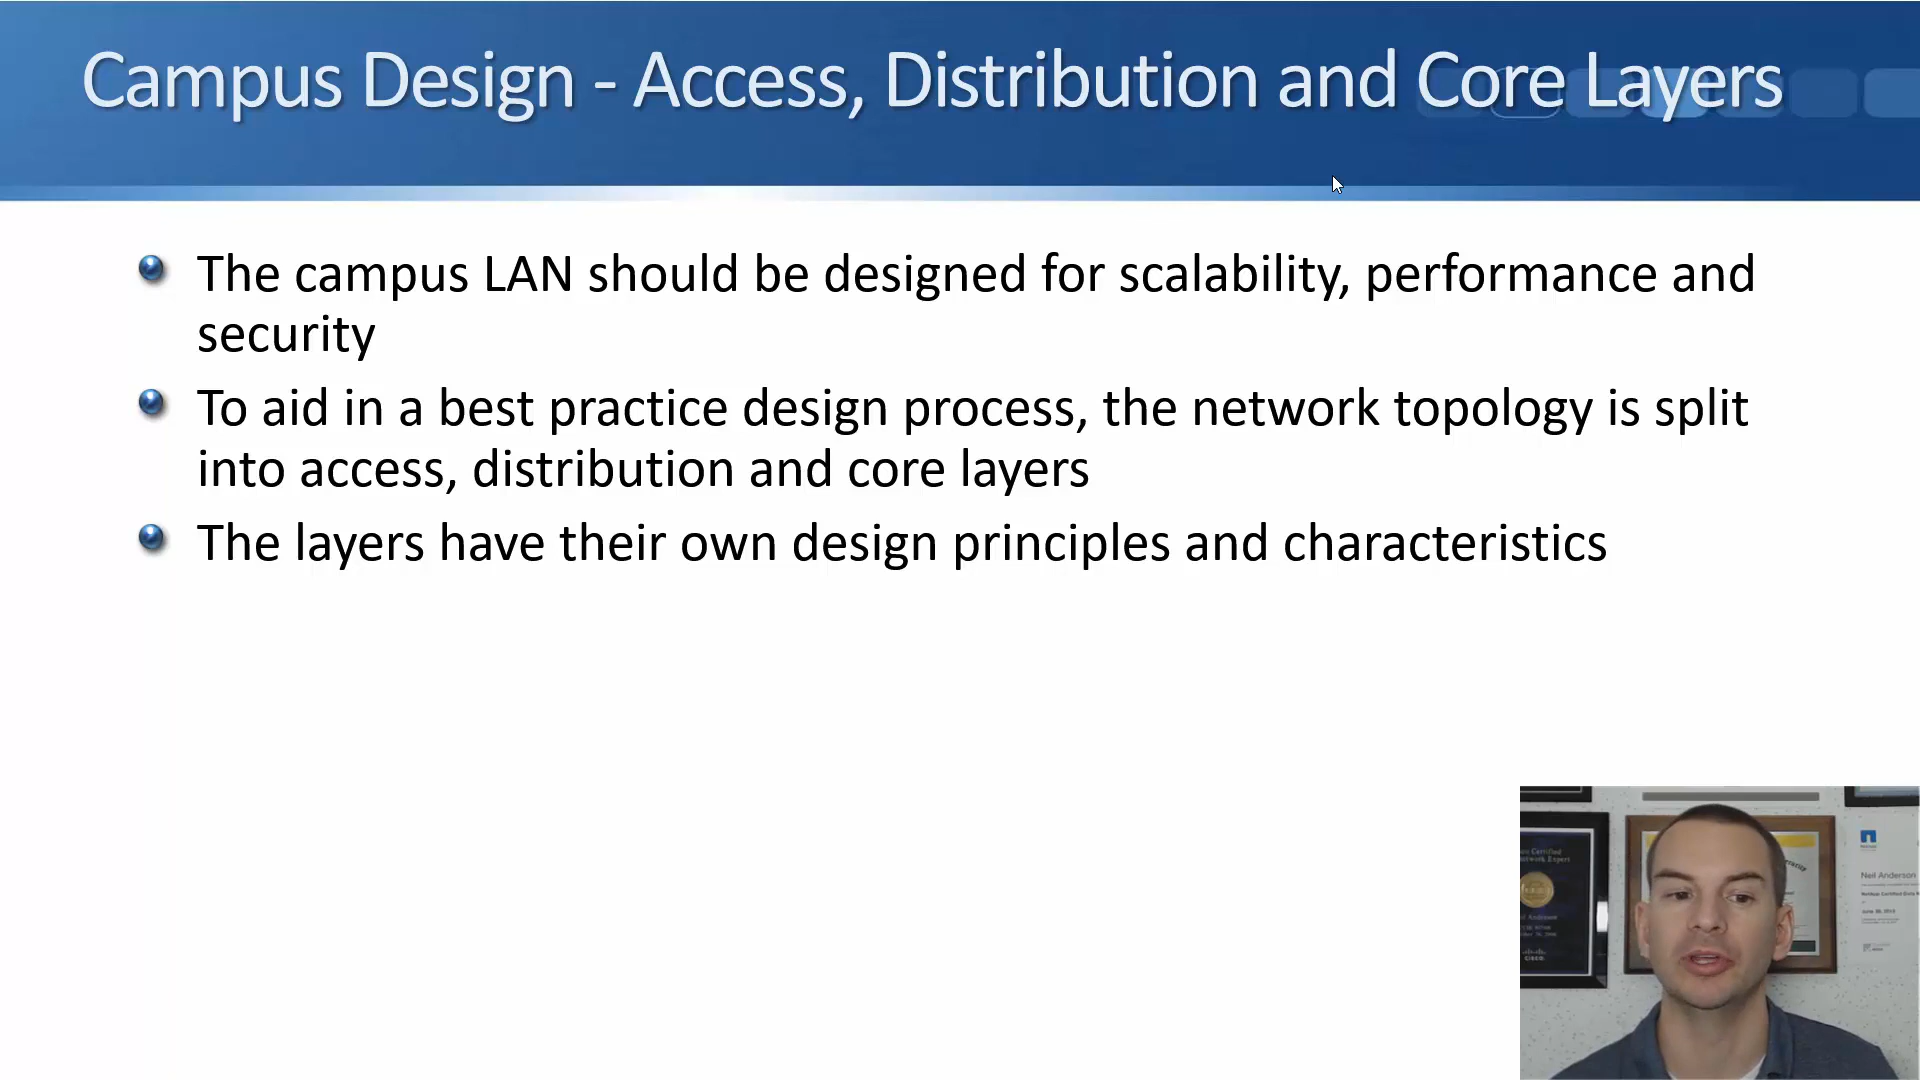 Campus Design - Access, Distribution and Core Layers
The campus LAN should be designed for scalability, performance and
security
To aid in a best practice design process, the network topology is split
into access, distribution and core layers
The layers have their own design principles and characteristics
Neil Anderson